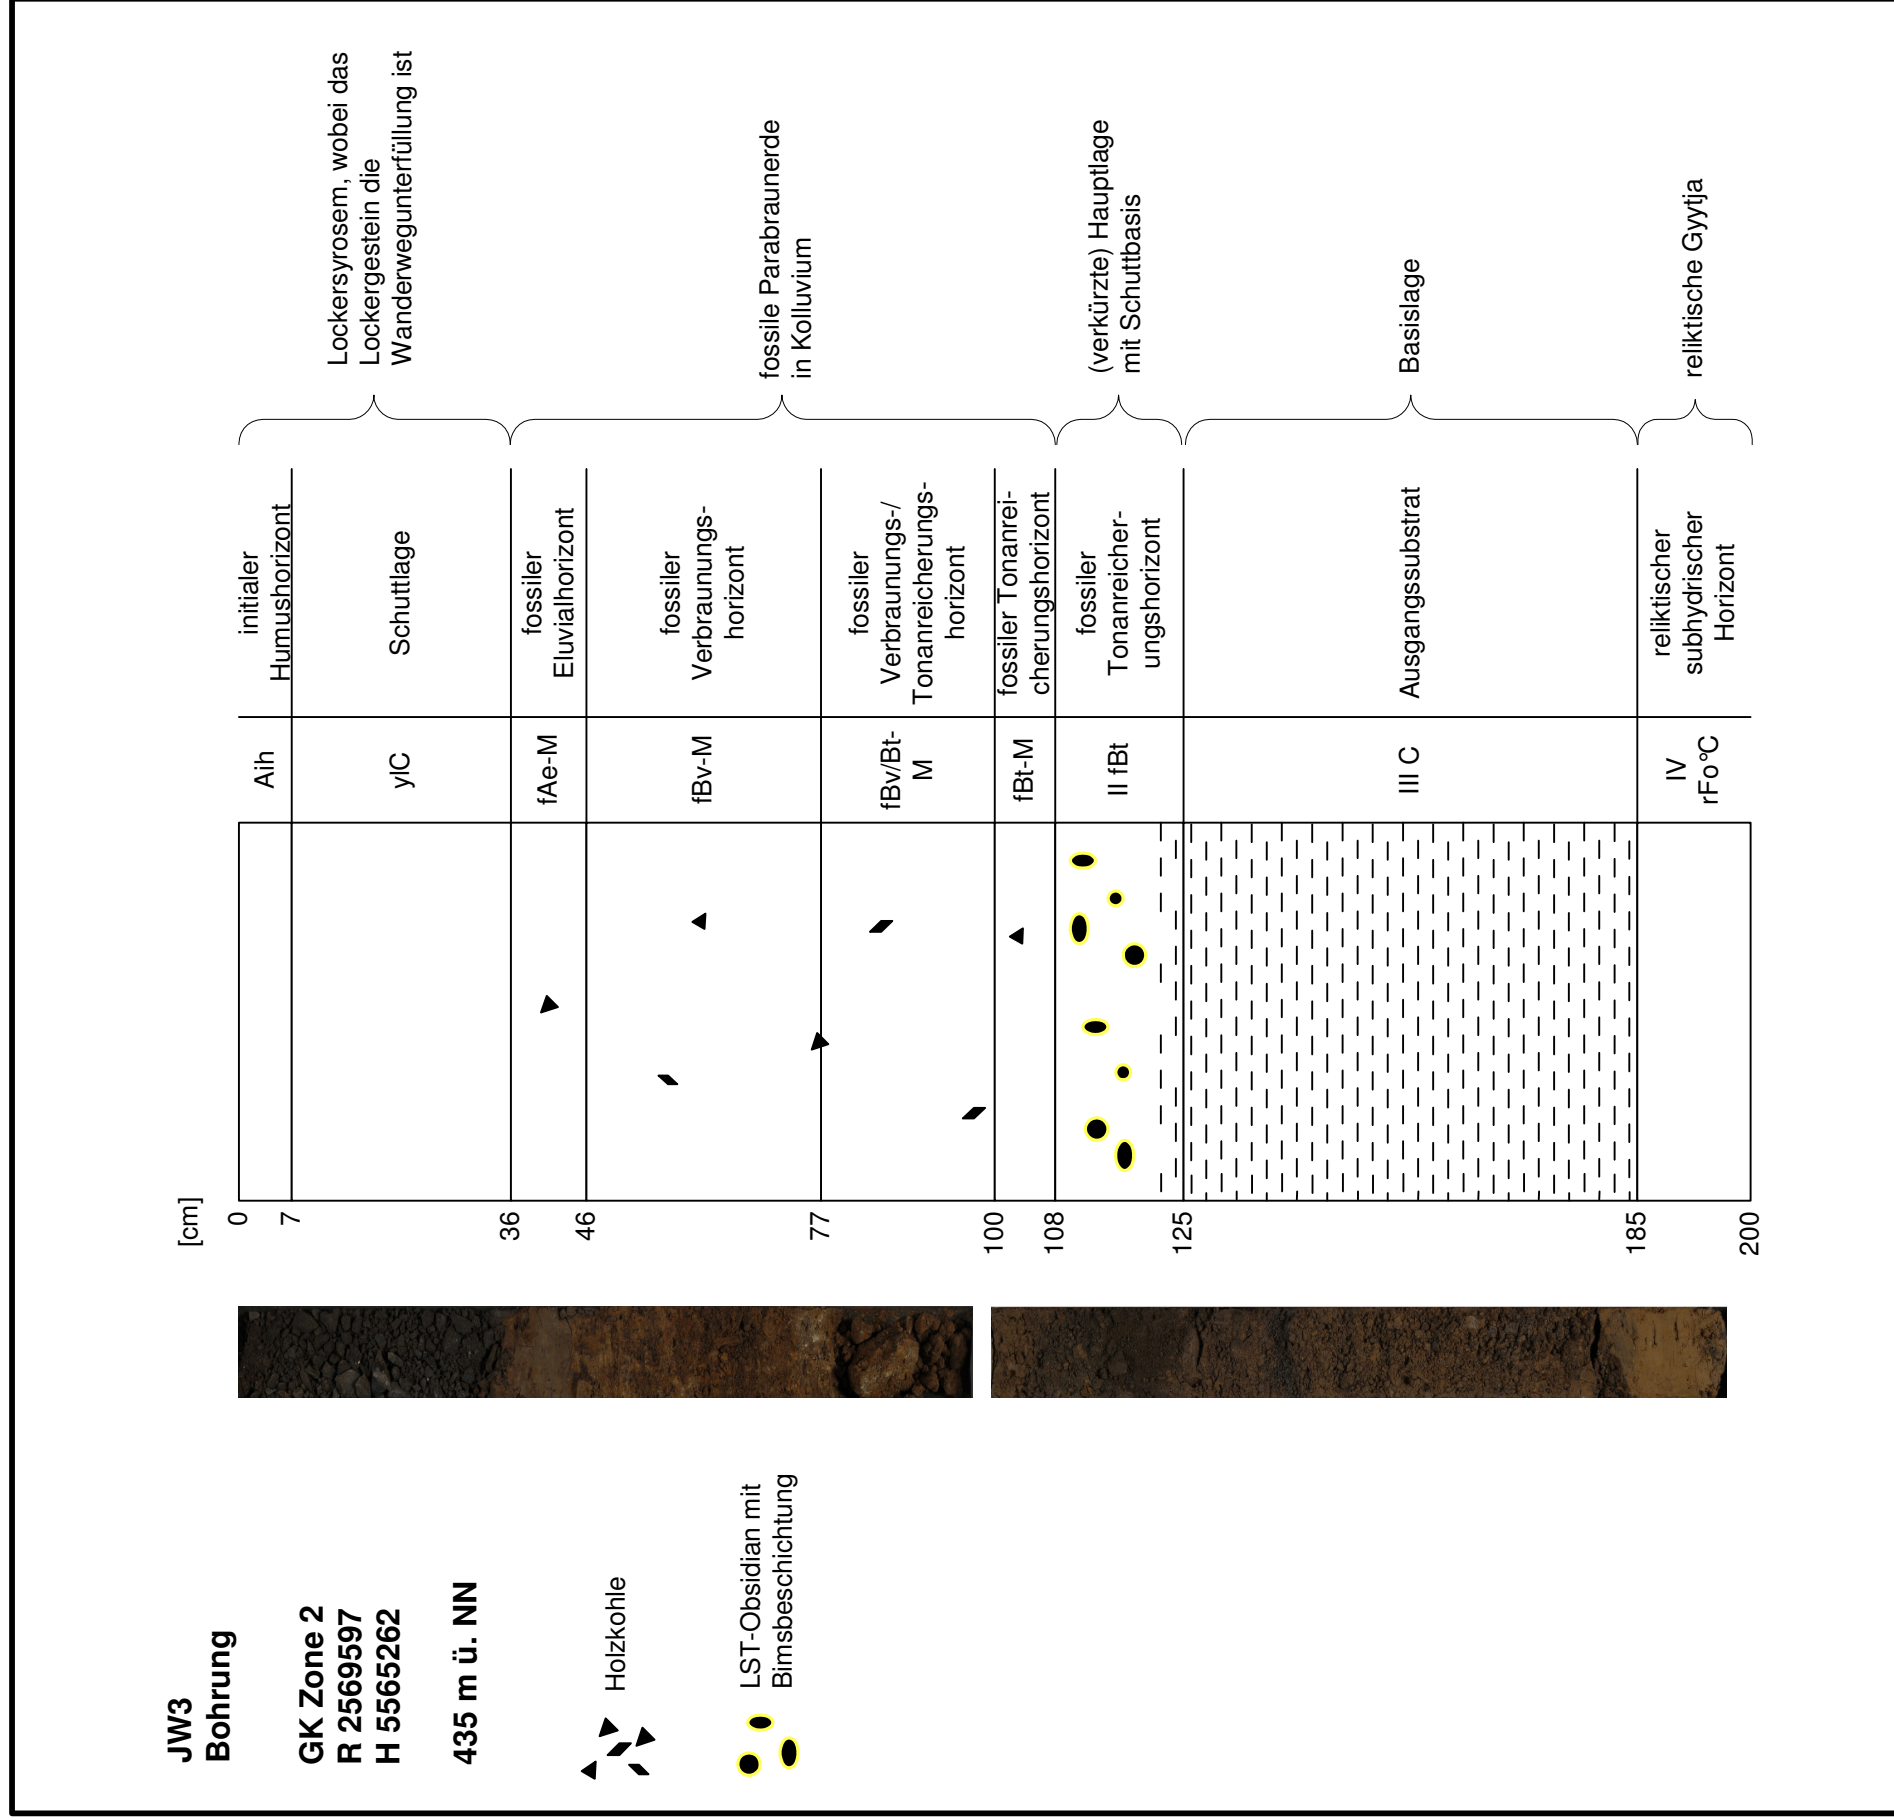 JW3
Bohrung
GK Zone 2
R 2569597
H 5565262
435 m ü. NN
Holzkohle
LST-Obsidian mit
Bimsbeschichtung
[cm]
0
7
36
46
77
100
108
125
185
200
Aih
ylC
fAe-M
fBv-M
fBv/Bt-
M
fBt-M
II fBt
III C
IV
rFo°C
initialer
Humushorizont
Schuttlage
fossiler
Eluvialhorizont
fossiler
Verbraunungs-
horizont
fossiler
Verbraunungs-/
Tonanreicherungs-
horizont
fossiler Tonanrei-
cherungshorizont
fossiler
Tonanreicher-
ungshorizont
Ausgangssubstrat
reliktischer
subhydrischer
Horizont
Lockersyrosem, wobei das
Lockergestein die
Wanderwegunterfüllung ist
fossile Parabraunerde
in Kolluvium
(verkürzte) Hauptlage
mit Schuttbasis
Basislage
reliktische Gyytja